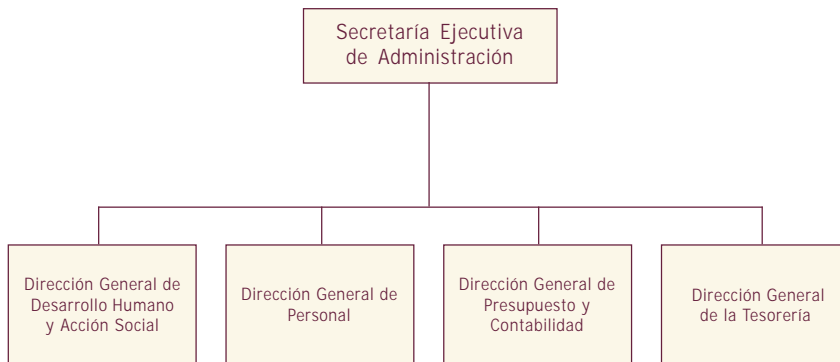 Secretaría Ejecutiva
de Administración
Dirección General de
Desarrollo Humano
y Acción Social
Dirección General de
Personal
Dirección General de
Presupuesto y
Contabilidad
Dirección General
de la Tesorería